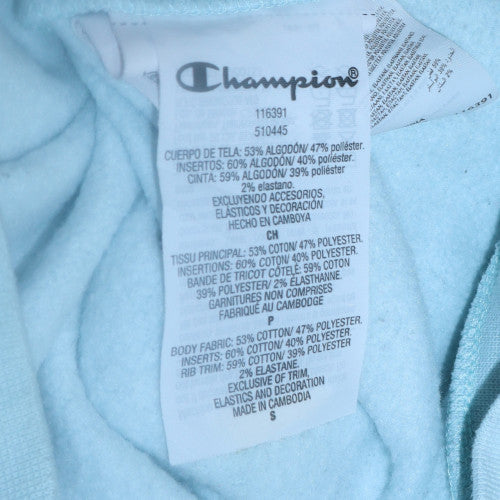 Champion®
116391
510445
CUERPO DE TELA: 53% ALGODÓN/ 47% poliéster.
INSERTOS: 60% ALGODÓN/ 40% poliéster.
CINTA: 59% ALGODÓN/ 39% poliéster
2% elastano.
EXCLUYENDO ACCESORIOS,
ELÁSTICOS Y DECORACIÓN
HECHO EN CAMBOYA
CH
TISSU PRINCIPAL: 53% COTON/ 47% POLYESTER.
INSERTIONS: 60% COTON/ 40% POLYESTER.
BANDE DE TRICOT CÔTELÉ: 59% COTON
39% POLYESTER/ 2% ÉLASTHANNE.
GARNITURES NON COMPRISES
FABRIQUÉ AU CAMBODGE
P
BODY FABRIC: 53% COTTON/ 47% POLYESTER.
INSERTS: 60% COTTON/ 40% POLYESTER.
RIB TRIM: 59% COTTON/ 39% POLYESTER
2% ELASTANE.
EXCLUSIVE OF TRIM,
ELASTICS AND DECORATION
MADE IN CAMBODIA
S